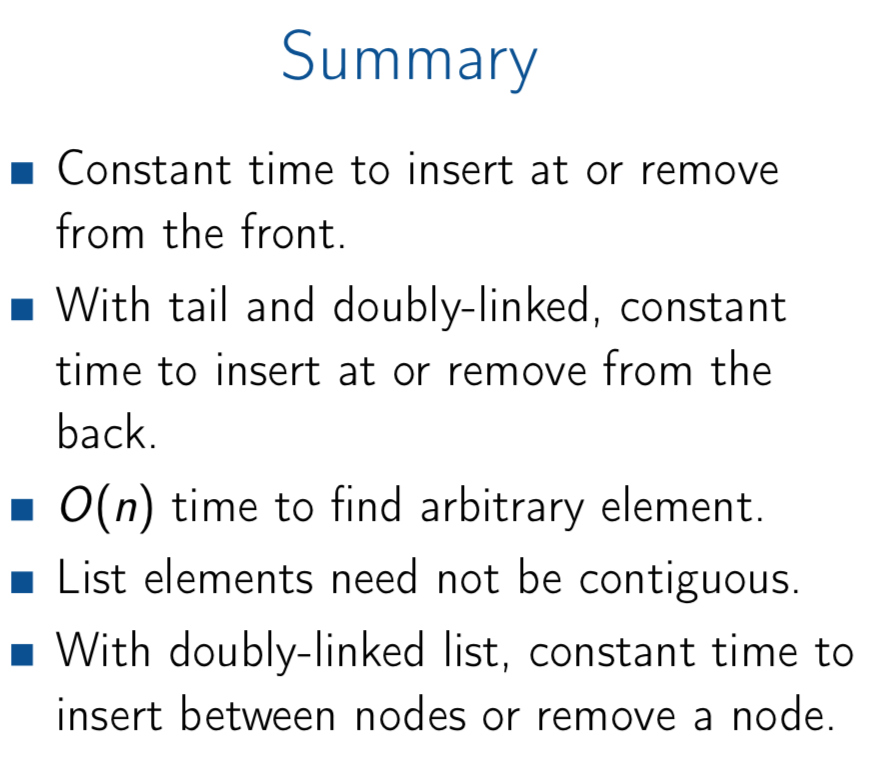 Summary
■ Constant time to insert at or remove
from the front.
■ With tail and doubly-linked, constant
time to insert at or remove from the
back.
■ O(n) time to find arbitrary element.
■ List elements need not be contiguous.
■ With doubly-linked list, constant time to
insert between nodes or remove a node.